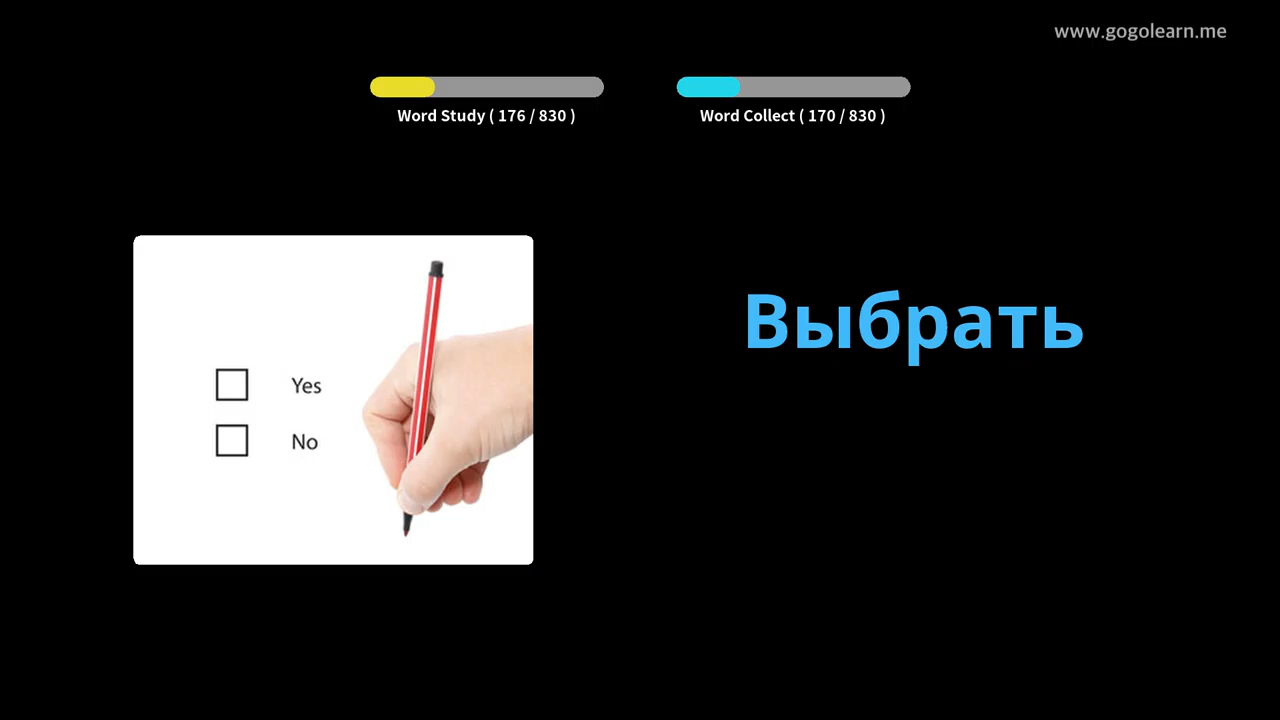 www.gogolearn.me
Word Study ( 176 / 830 )
Word Collect ( 170 / 830 )
Выбрать
Yes
No